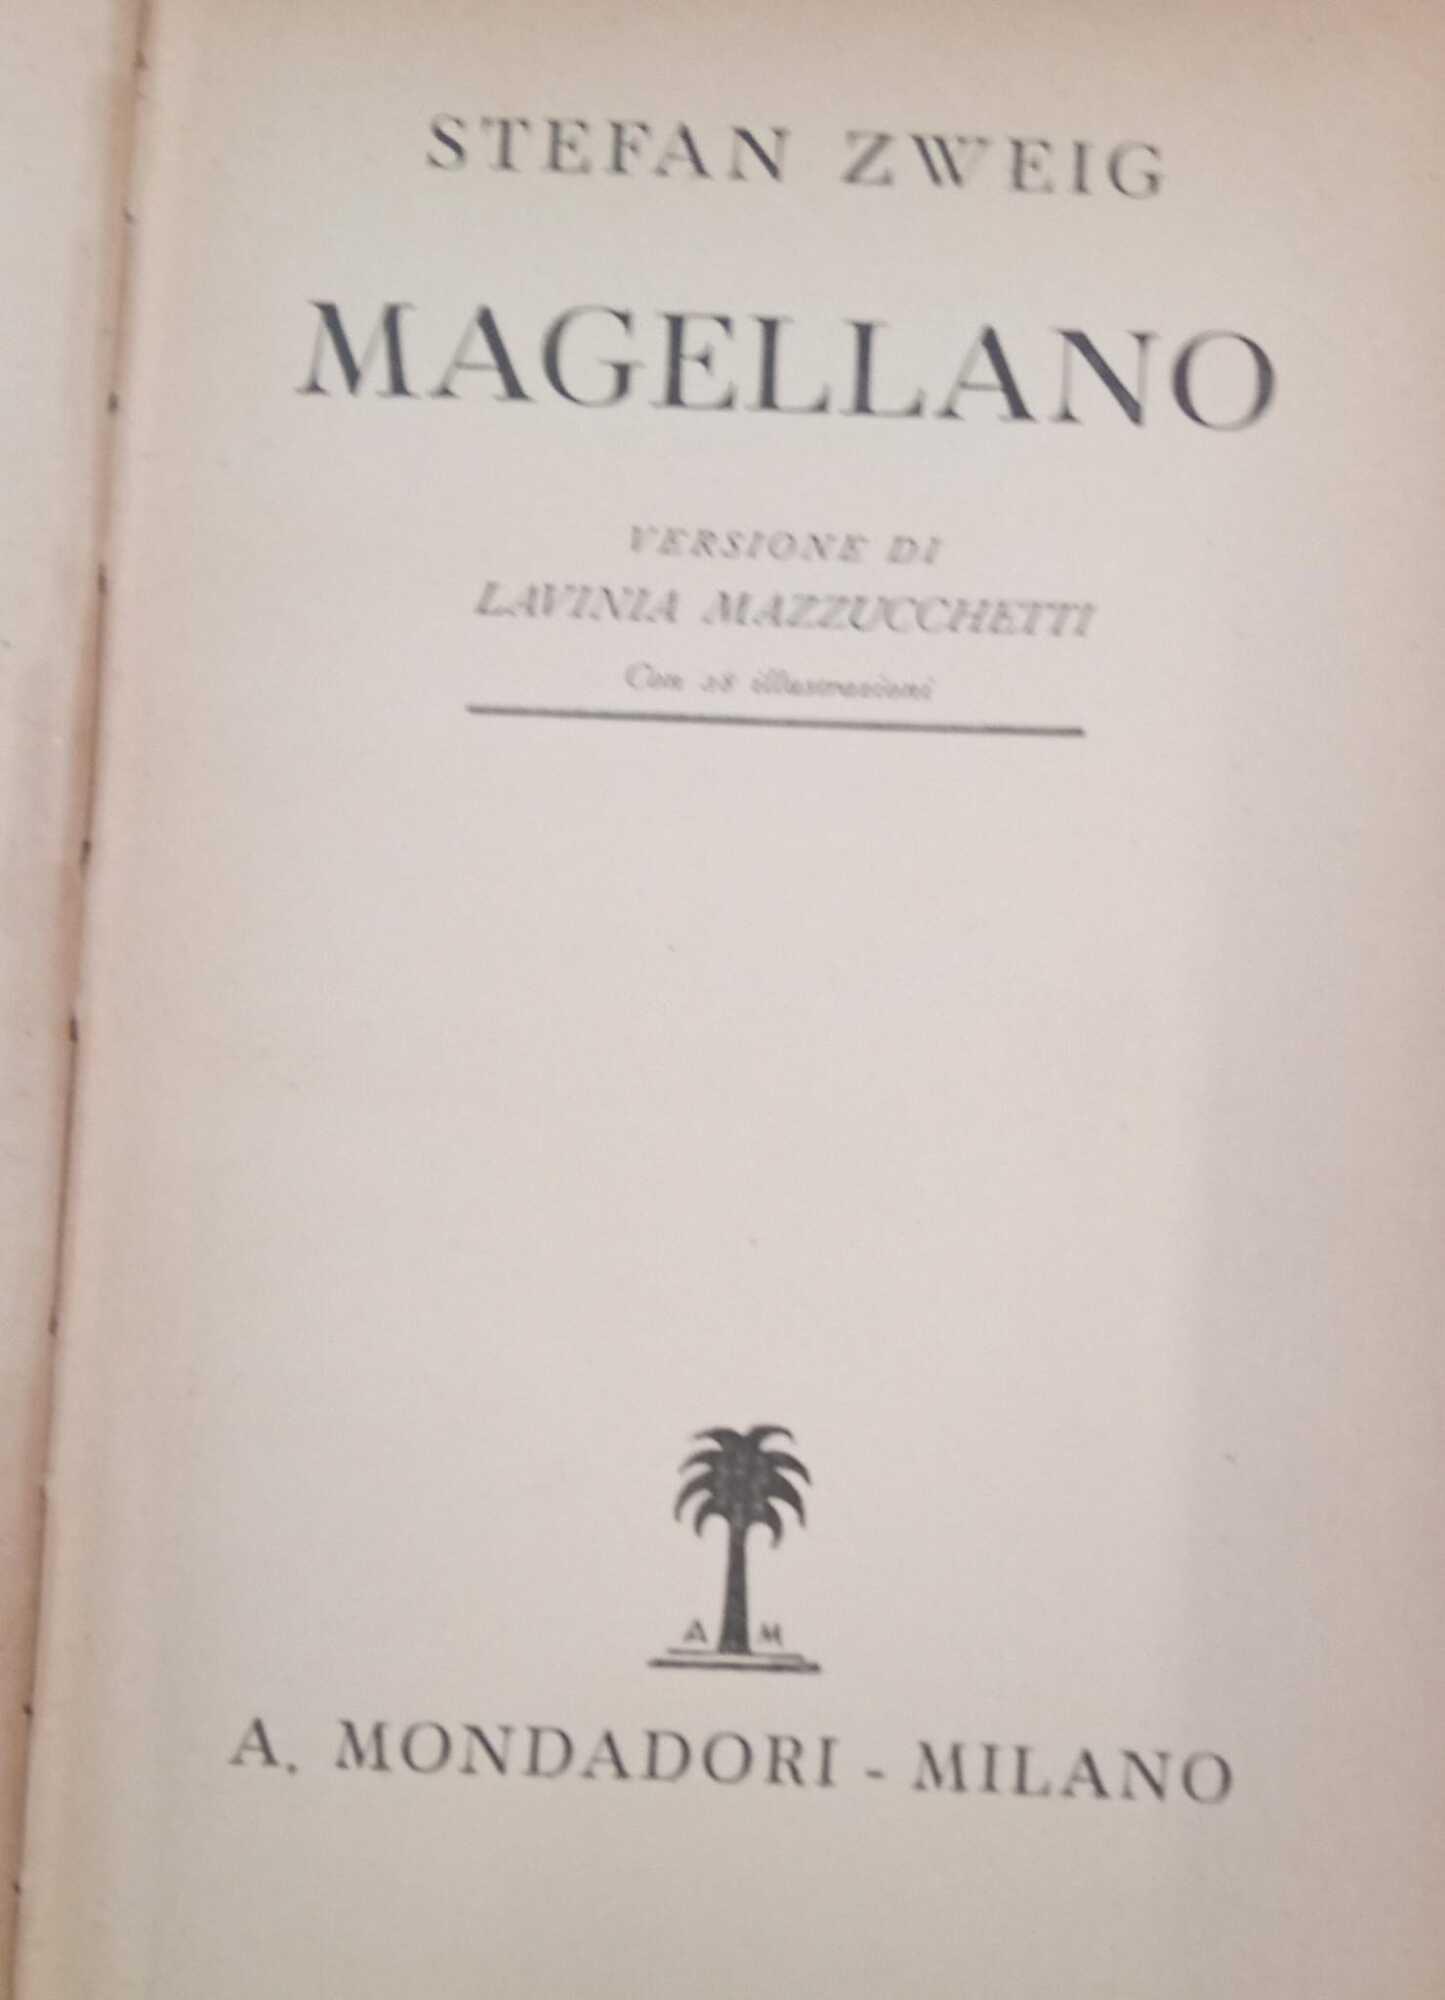 STEFAN ZWEIG
MAGELLANO
VERSIONE DI
LAVINIA MAZZUCCHETTI
Con 28 illustrazioni
A M
A. MONDADORI - MILANO